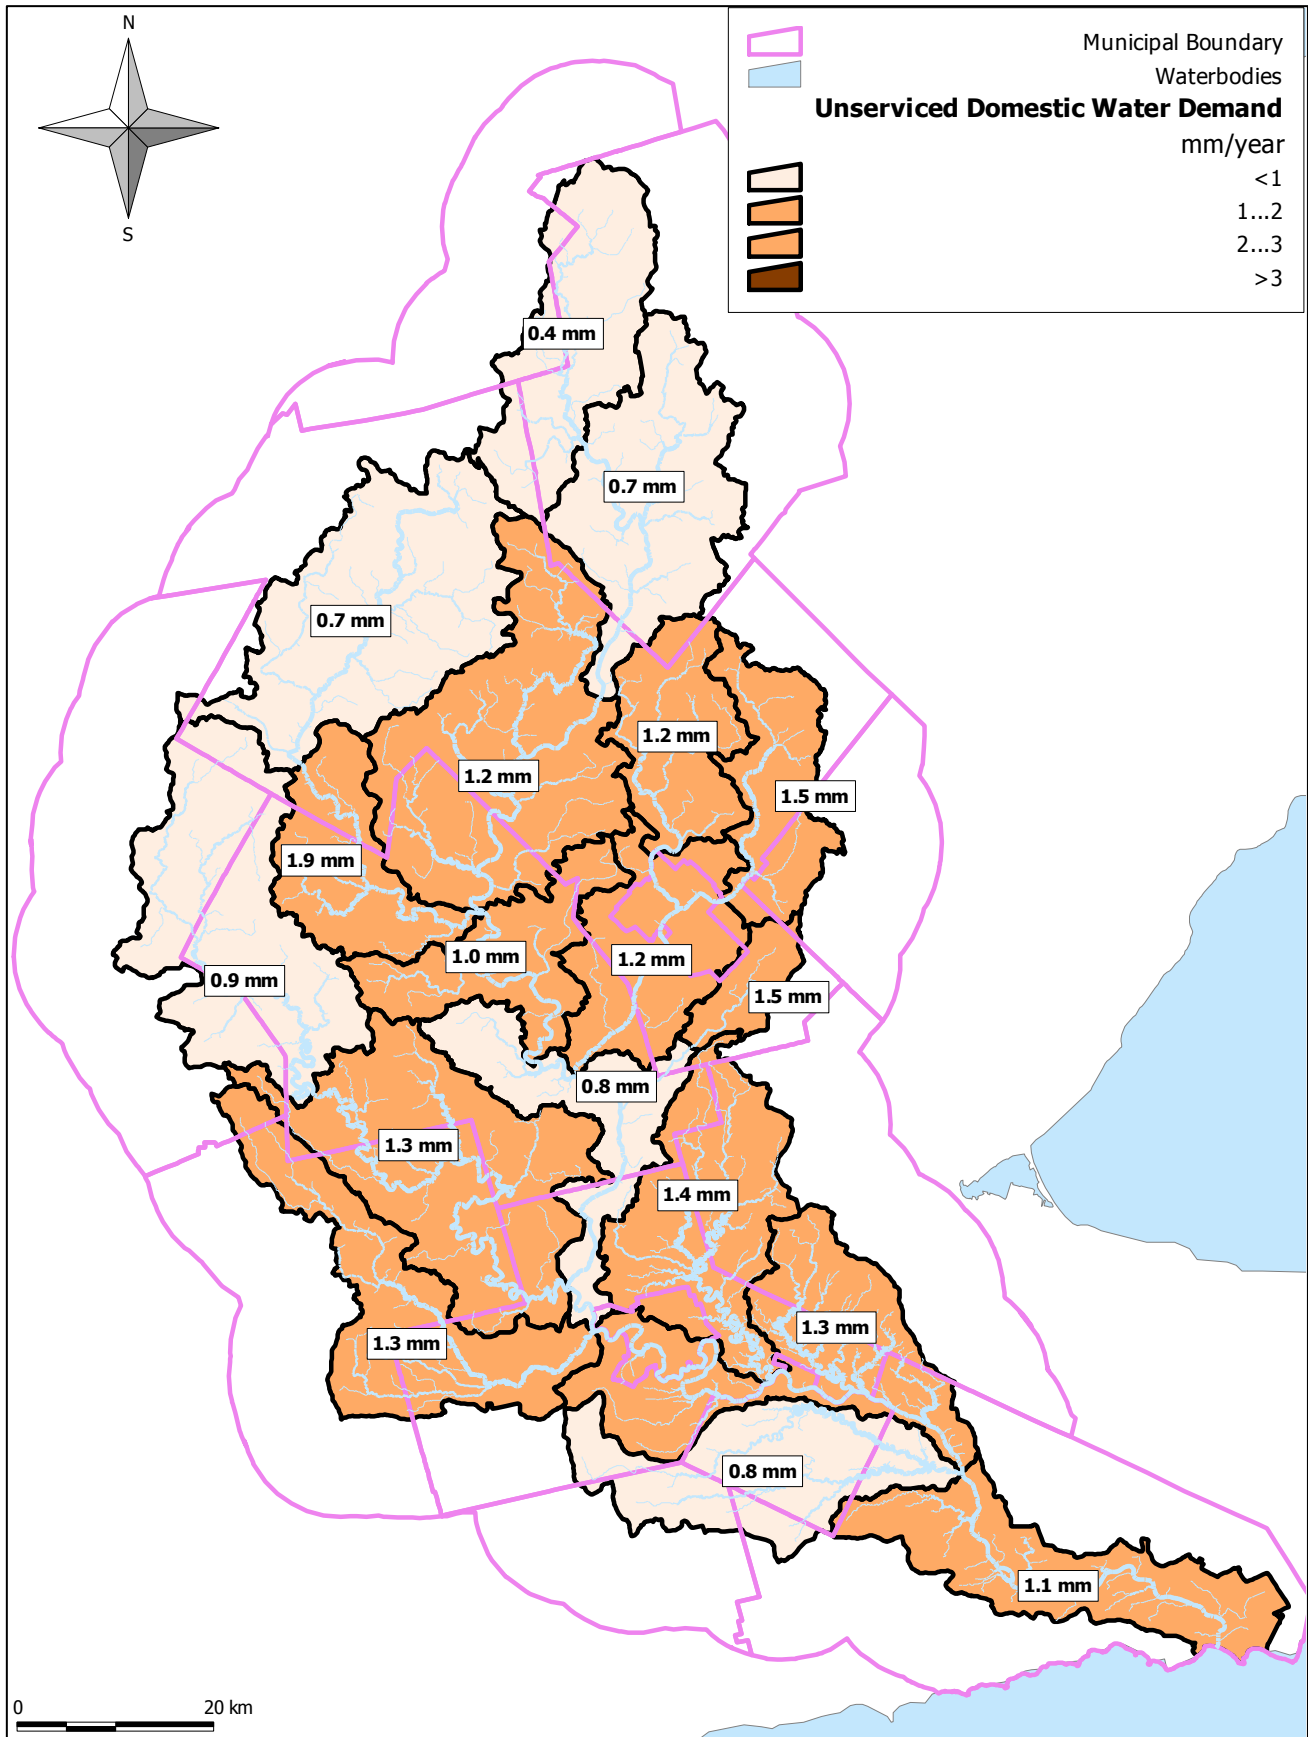 N
S
Municipal Boundary
Waterbodies
Unserviced Domestic Water Demand
mm/year
<1
1...2
2...3
>3
0.4 mm
0.7 mm
0.7 mm
1.2 mm
1.2 mm
1.5 mm
1.9 mm
1.0 mm
1.2 mm
0.9 mm
1.5 mm
0.8 mm
1.3 mm
1.4 mm
1.3 mm
1.3 mm
0.8 mm
1.1 mm
0 20 km